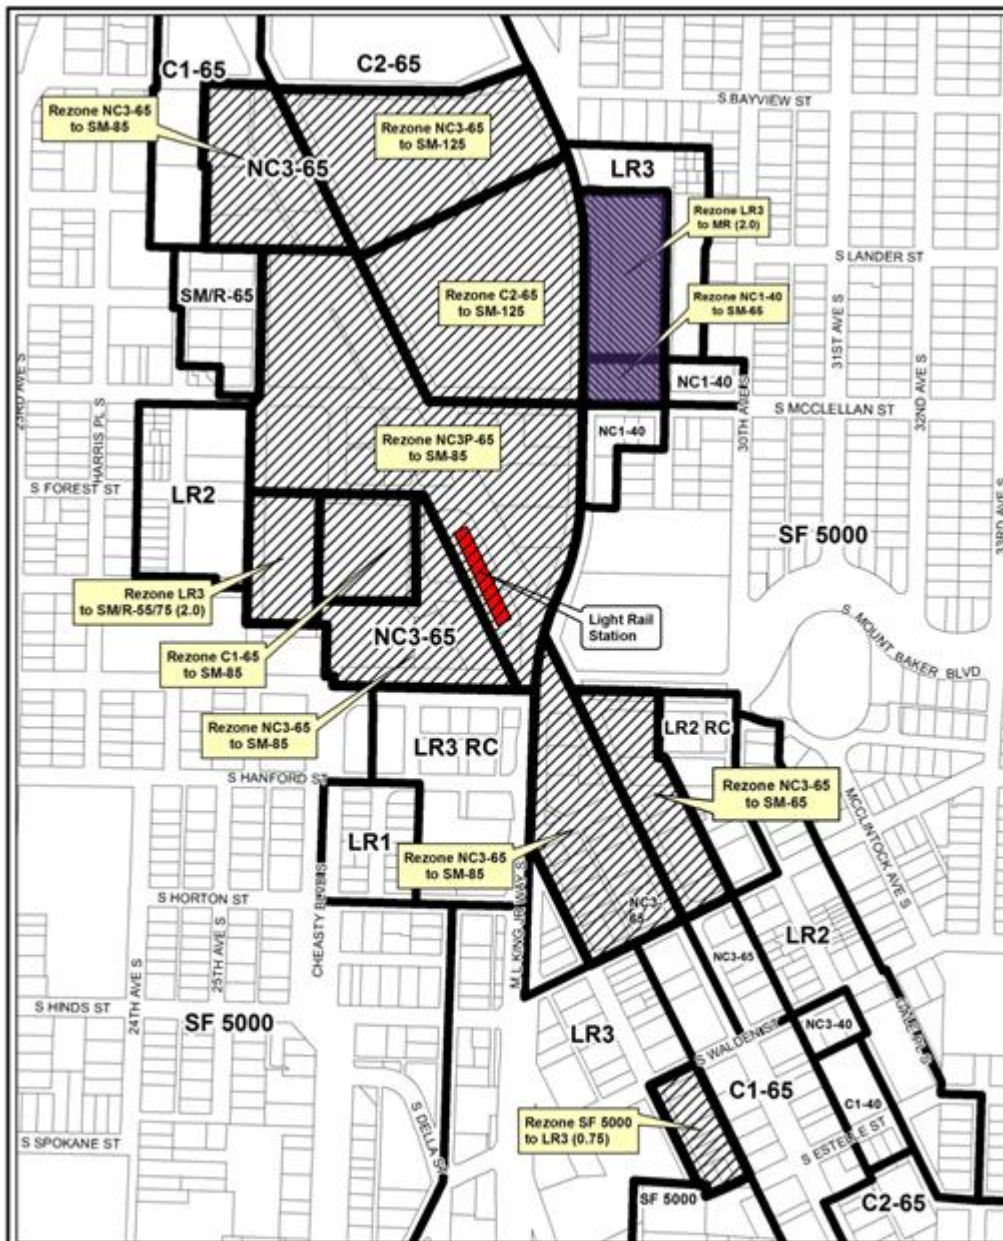 C1-65
C2-65
S BAYVIEW ST
Rezone NC3-65
to SM-85
Rezone NC3-65
to SM-125
NC3-65
LR3
Rezone LR3
to MR (2.0)
S LANDER ST
SM/R-65
Rezone C2-65
to SM-125
Rezone NC1-40
to SM-65
31ST AVE S
23RD AVE S
NC1-40
30TH AVE S
32ND AVE S
S MCCLELLAN ST
HARRIS PL S
Rezone NC3P-65
to SM-85
NC1-40
S FOREST ST
LR2
33RD AVE S
SF 5000
Rezone LR3
to SM/R-55/75 (2.0)
NC3-65
Light Rail
Station
S MOUNT BAKER BLVD
Rezone C1-65
to SM-85
Rezone NC3-65
to SM-85
LR3 RC
LR2 RC
S HANFORD ST
Rezone NC3-65
to SM-65
MCCLINTOCK AVE S
LR1
Rezone NC3-65
to SM-85
S HORTON ST
CHEASTY BLVD S
M L KING JR WAY S
NC3-
65
25TH AVE S
24TH AVE S
LR2
NC3-65
S HINDS ST
SF 5000
LR3
NC3-40
S WALDEN ST
C1-65
C1-40
S DELLA ST
Rezone SF 5000
to LR3 (0.75)
S SPOKANE ST
S ESTELLE ST
SF 5000
C2-65